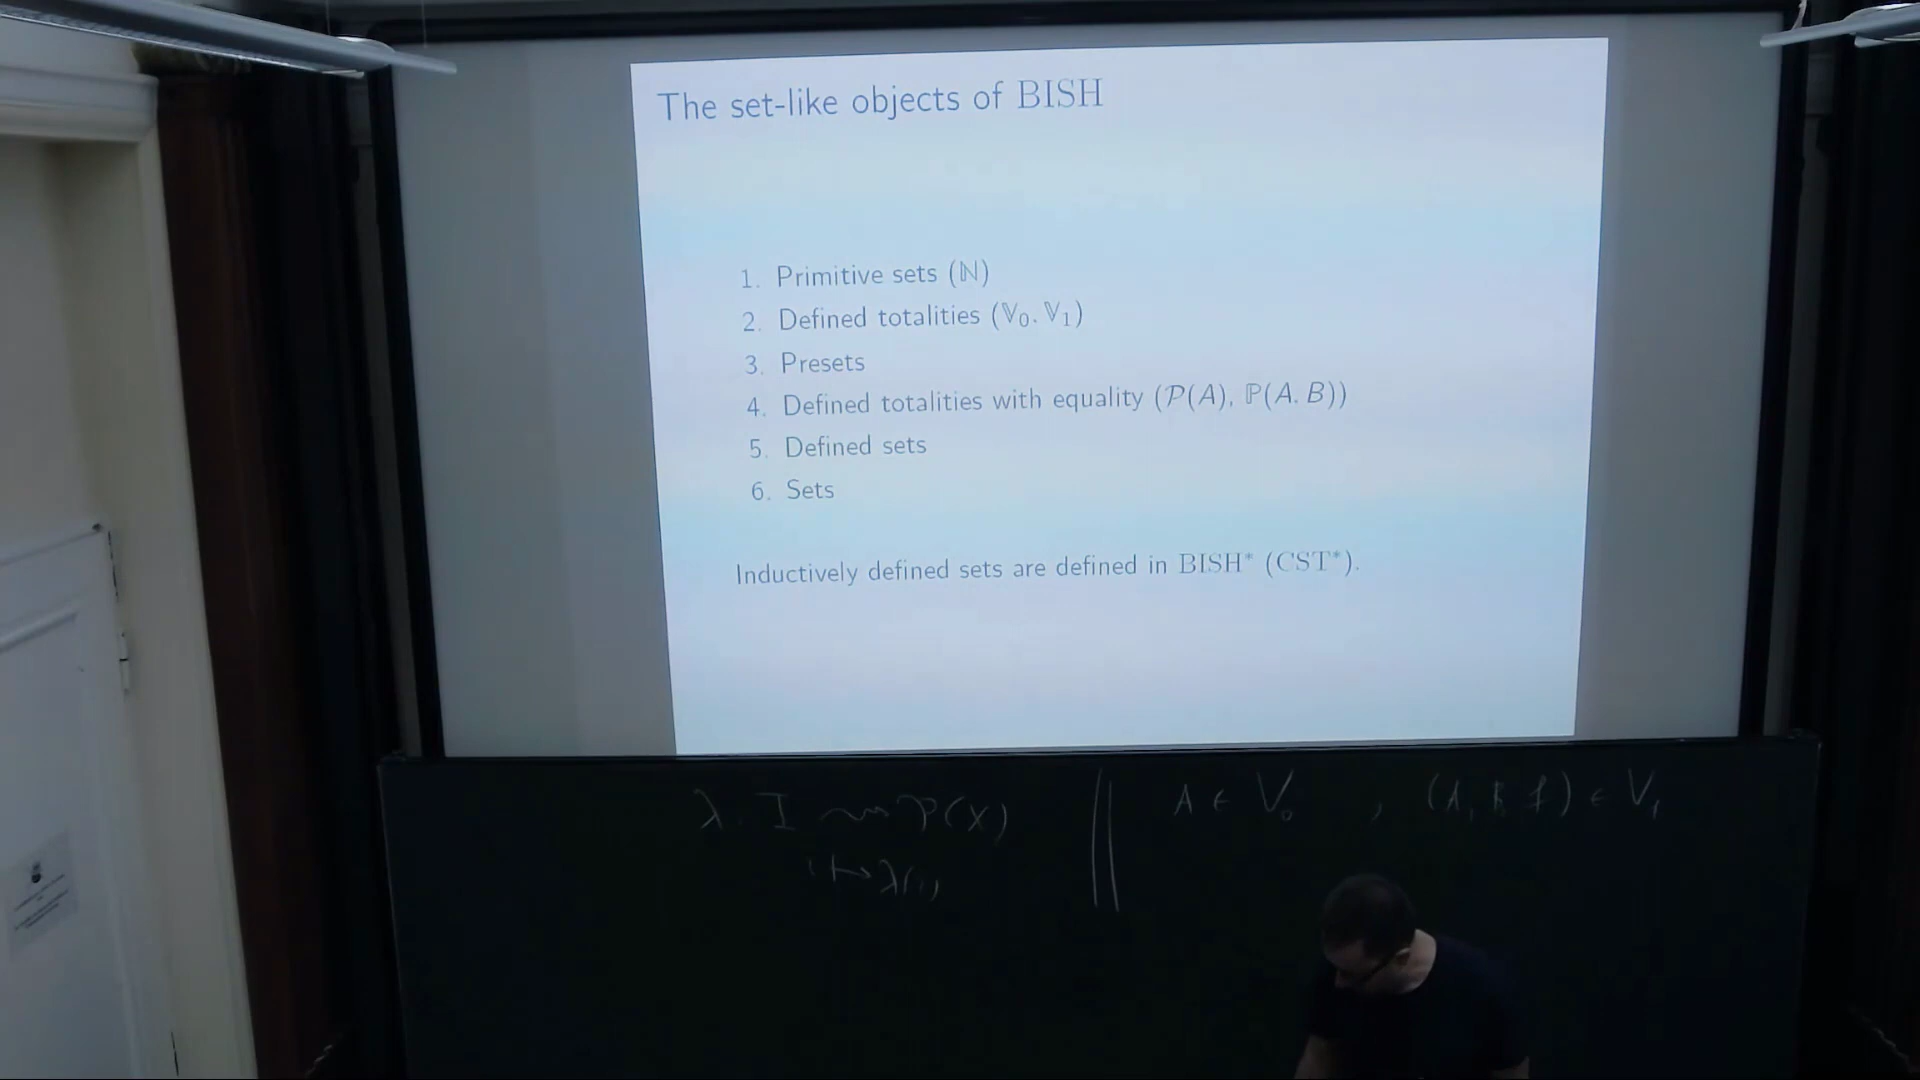 The set-like objects of BISH
1. Primitive sets (ℕ)
2. Defined totalities (𝕍₀, 𝕍₁)
3. Presets
4. Defined totalities with equality (𝒫(A), ℙ(A, B))
5. Defined sets
6. Sets
Inductively defined sets are defined in BISH* (CST*).
λ : I ⇝ 𝒫(X) || A ∈ V₀ , (A, B, f) ∈ V₁
i ↦ λ(i)